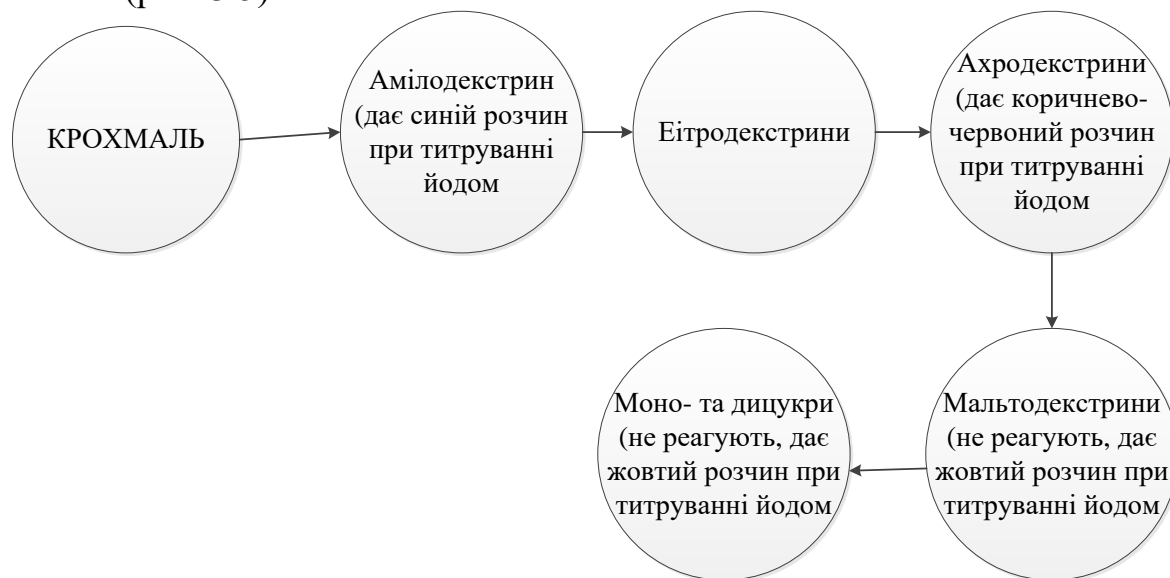 КРОХМАЛЬ
Амілодекстрин
(дає синій розчин
при титруванні
йодом
Еітродекстрини
Ахродекстрини
(дає коричнево-
червоний розчин
при титруванні
йодом
Мальтодекстрини
(не реагують, дає
жовтий розчин при
титруванні йодом
Моно- та дицукри
(не реагують, дає
жовтий розчин при
титруванні йодом